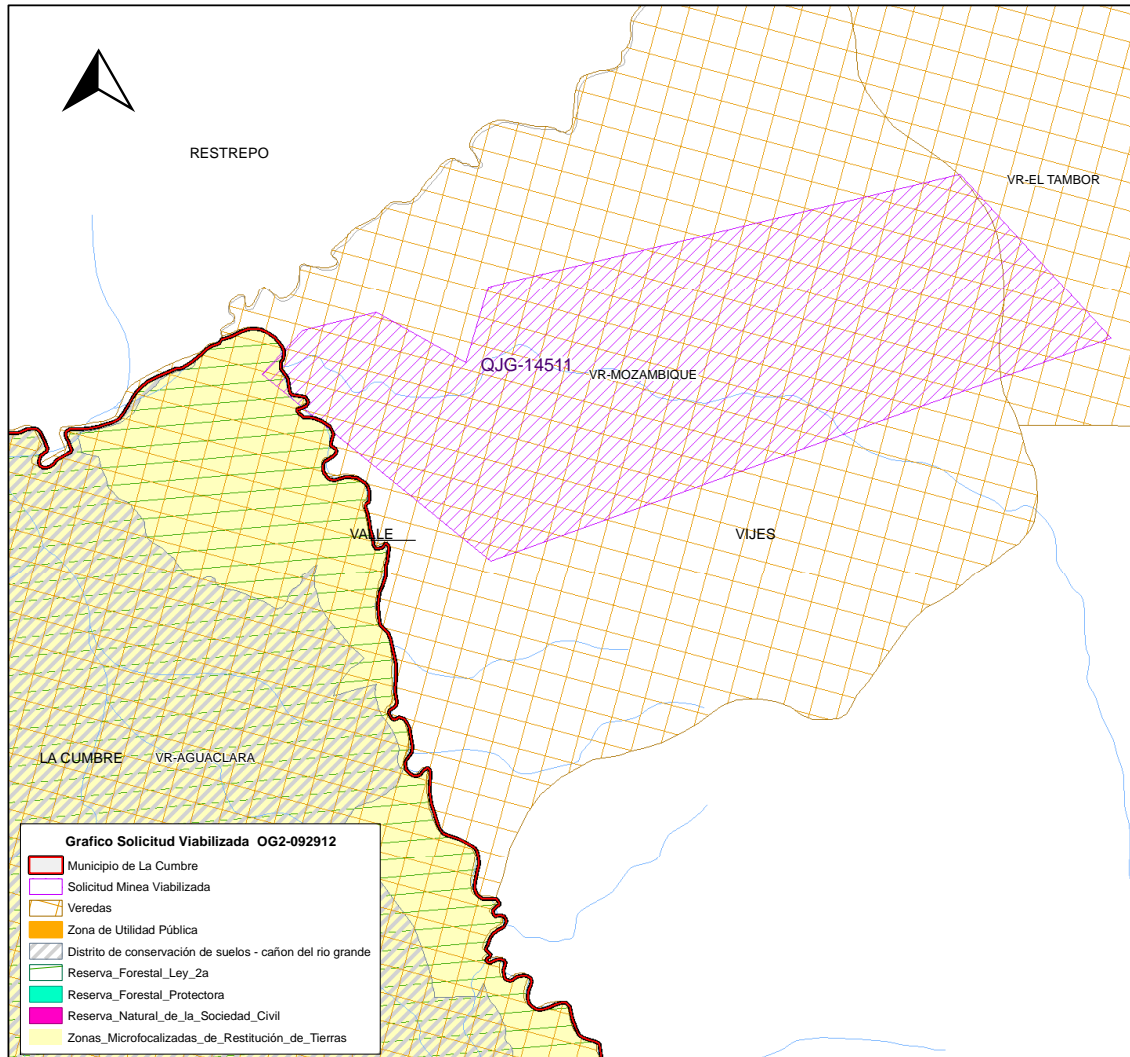 RESTREPO
VR-EL TAMBOR
QJG-14511
VR-MOZAMBIQUE
VALLE
VIJES
LA CUMBRE
VR-AGUACLARA
Grafico Solicitud Viabilizada OG2-092912
Municipio de La Cumbre
Solicitud Minea Viabilizada
Veredas
Zona de Utilidad Pública
Distrito de conservación de suelos - cañon del rio grande
Reserva_Forestal_Ley_2a
Reserva_Forestal_Protectora
Reserva_Natural_de_la_Sociedad_Civil
Zonas_Microfocalizadas_de_Restitución_de_Tierras